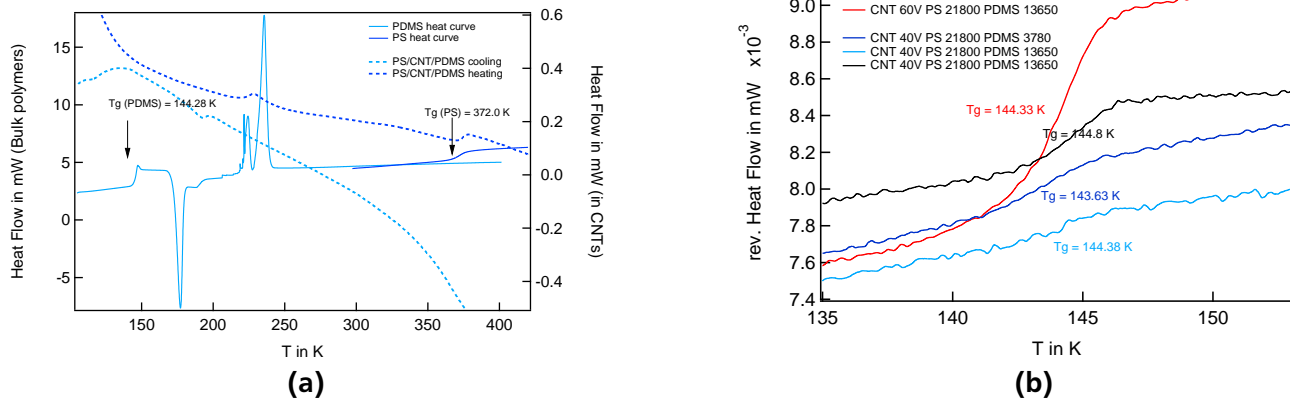 PDMS heat curve
PS heat curve
PS/CNT/PDMS cooling
PS/CNT/PDMS heating
Tg (PDMS) = 144.28 K
Tg (PS) = 372.0 K
Heat Flow in mW (Bulk polymers)
15
10
5
0
-5
Heat Flow in mW (in CNTs)
0.6
0.4
0.2
0.0
-0.2
-0.4
150
200
250
300
350
400
T in K
(a)
CNT 60V PS 21800 PDMS 13650
CNT 40V PS 21800 PDMS 3780
CNT 40V PS 21800 PDMS 13650
CNT 40V PS 21800 PDMS 13650
Tg = 144.33 K
Tg = 144.8 K
Tg = 143.63 K
Tg = 144.38 K
rev. Heat Flow in mW x10-3
9.0
8.8
8.6
8.4
8.2
8.0
7.8
7.6
7.4
135
140
145
150
T in K
(b)